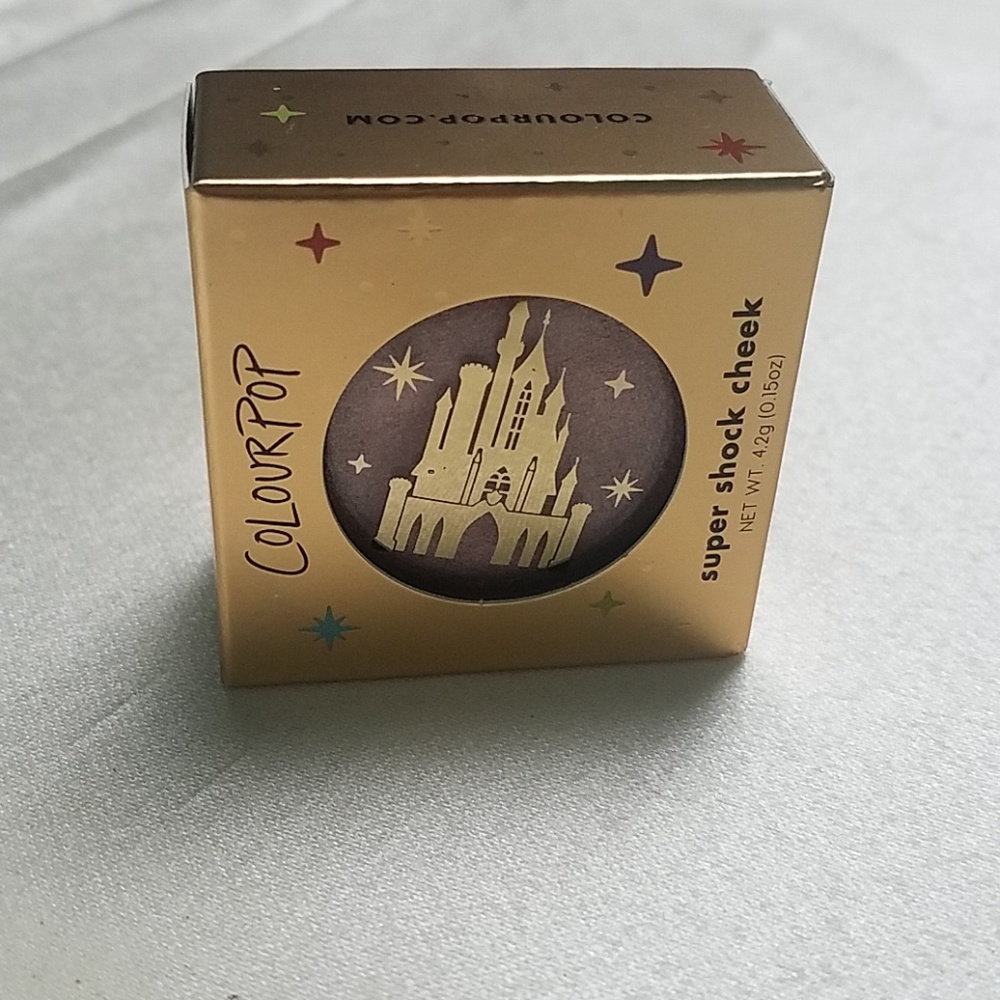 COLOURPOP.COM
COLOURPOP
super shock cheek
NET WT. 4.2g (0.15oz)